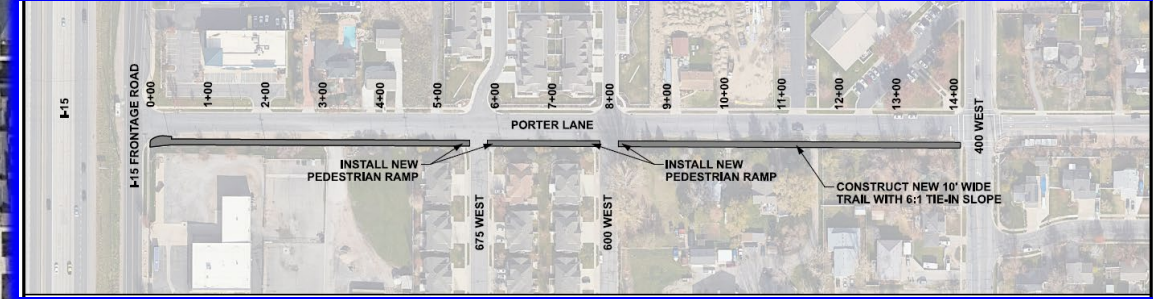 I-15
I-15 FRONTAGE ROAD
0+00
1+00
2+00
3+00
4+00
5+00
6+00
7+00
8+00
9+00
10+00
11+00
12+00
13+00
14+00
PORTER LANE
400 WEST
INSTALL NEW
PEDESTRIAN RAMP
INSTALL NEW
PEDESTRIAN RAMP
CONSTRUCT NEW 10' WIDE
TRAIL WITH 6:1 TIE-IN SLOPE
675 WEST
600 WEST